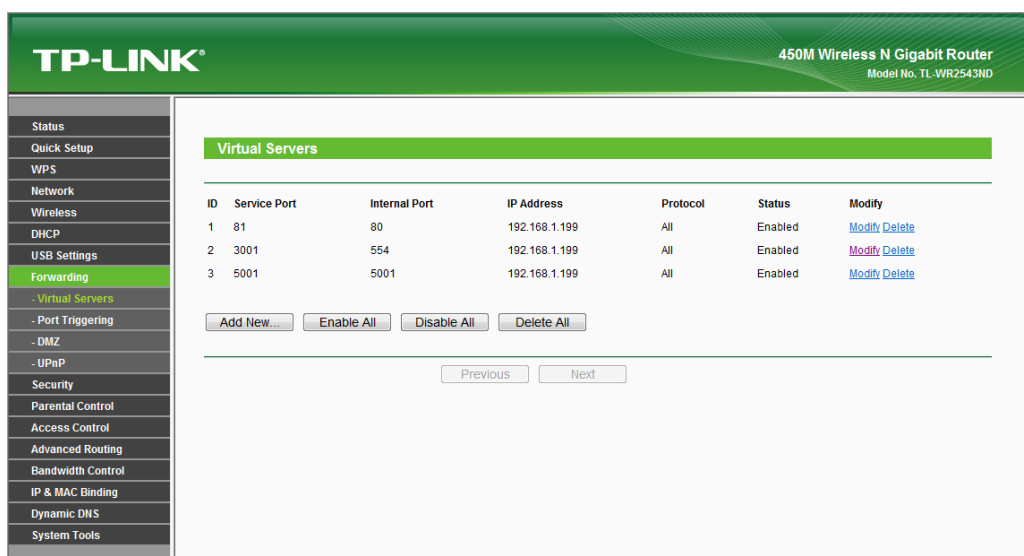 TP-LINK®
450M Wireless N Gigabit Router
Model No. TL-WR2543ND
Status
Quick Setup
WPS
Network
Wireless
DHCP
USB Settings
Forwarding
- Virtual Servers
- Port Triggering
- DMZ
- UPnP
Security
Parental Control
Access Control
Advanced Routing
Bandwidth Control
IP & MAC Binding
Dynamic DNS
System Tools
Virtual Servers
ID Service Port Internal Port IP Address Protocol Status Modify
1 81 80 192.168.1.199 All Enabled Modify Delete
2 3001 554 192.168.1.199 All Enabled Modify Delete
3 5001 5001 192.168.1.199 All Enabled Modify Delete
Add New... Enable All Disable All Delete All
Previous Next